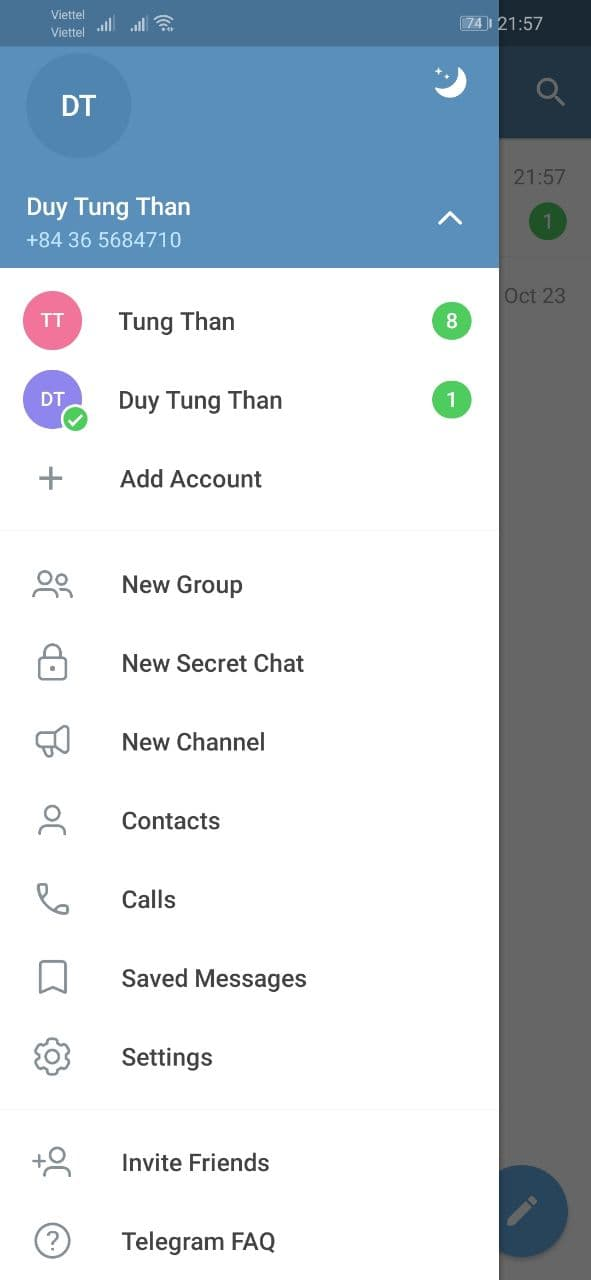 Viettel
Viettel
74
21:57
DT
Duy Tung Than
+84 36 5684710
21:57
1
Oct 23
TT
Tung Than
8
DT
Duy Tung Than
1
Add Account
New Group
New Secret Chat
New Channel
Contacts
Calls
Saved Messages
Settings
Invite Friends
Telegram FAQ